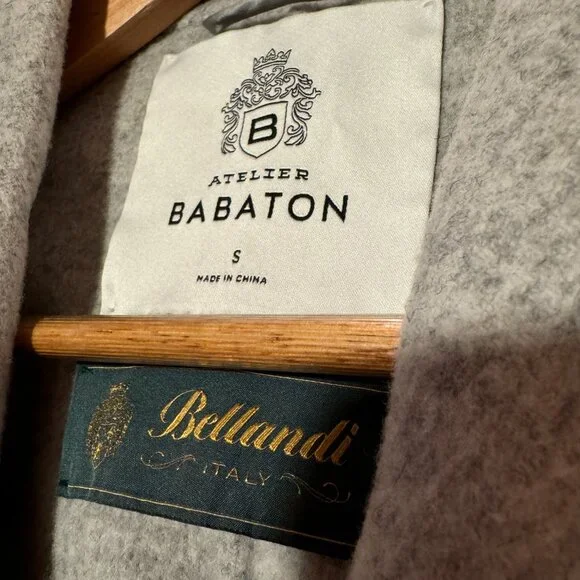 B
ATELIER
BABATON
S
MADE IN CHINA
Bellandi
ITALY